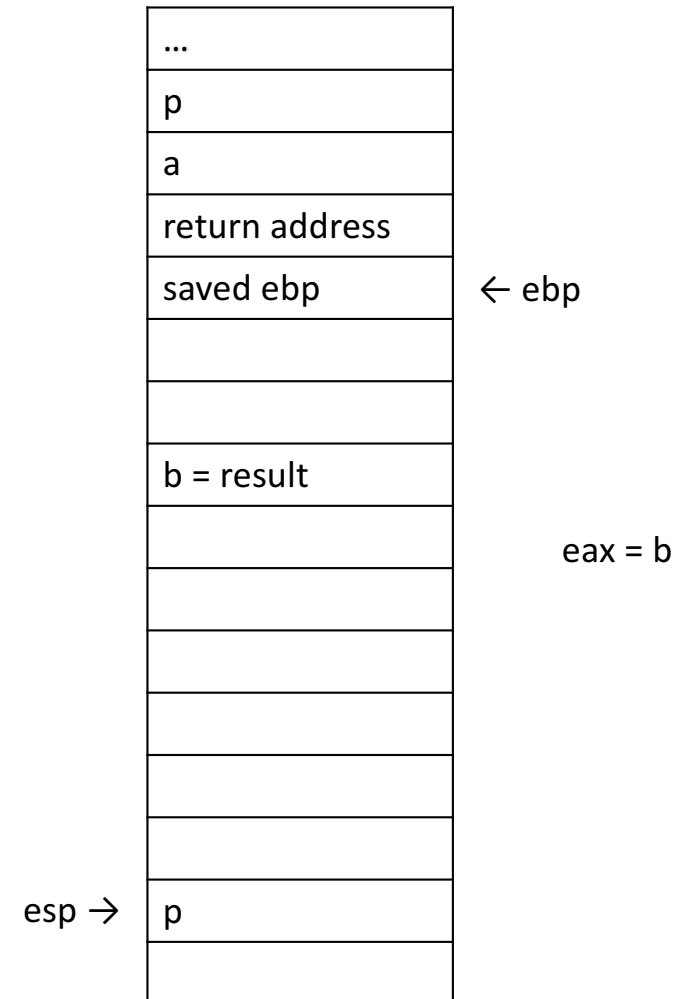 ...
p
a
return address
saved ebp
← ebp
b = result
eax = b
esp →
p